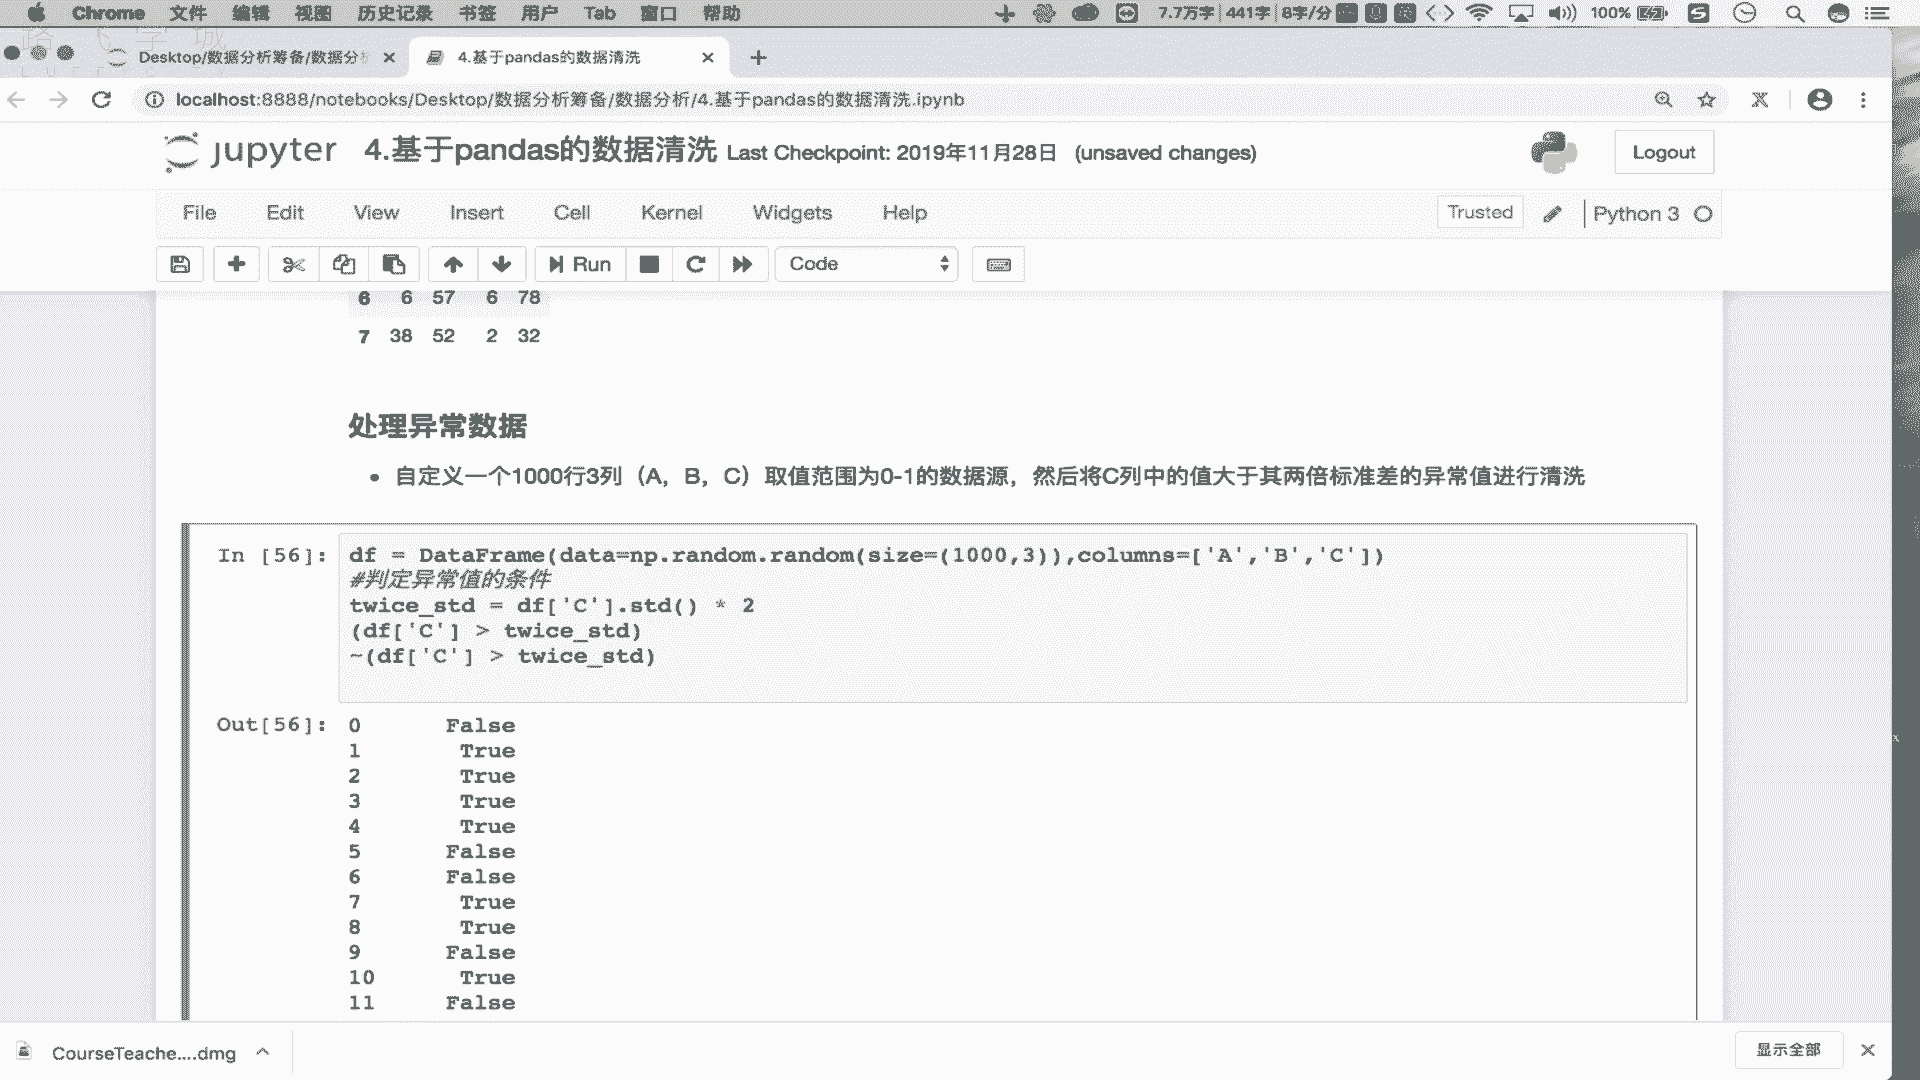 Chrome 文件 编辑 视图 历史记录 书签 用户 Tab 窗口 帮助 7.7万字 441字 8字/分 100%
Desktop/数据分析筹备/数据分 4.基于pandas的数据清洗
localhost:8888/notebooks/Desktop/数据分析筹备/数据分析/4.基于pandas的数据清洗.ipynb
jupyter 4.基于pandas的数据清洗 Last Checkpoint: 2019年11月28日 (unsaved changes) Logout
File Edit View Insert Cell Kernel Widgets Help Trusted Python 3
Run Code
6 6 57 6 78
7 38 52 2 32
处理异常数据
• 自定义一个1000行3列（A，B，C）取值范围为0-1的数据源，然后将C列中的值大于其两倍标准差的异常值进行清洗
In [56]: df = DataFrame(data=np.random.random(size=(1000,3)),columns=['A','B','C'])
#判定异常值的条件
twice_std = df['C'].std() * 2
(df['C'] > twice_std)
~(df['C'] > twice_std)
Out[56]: 0 False
1 True
2 True
3 True
4 True
5 False
6 False
7 True
8 True
9 False
10 True
11 False
CourseTeache....dmg 显示全部